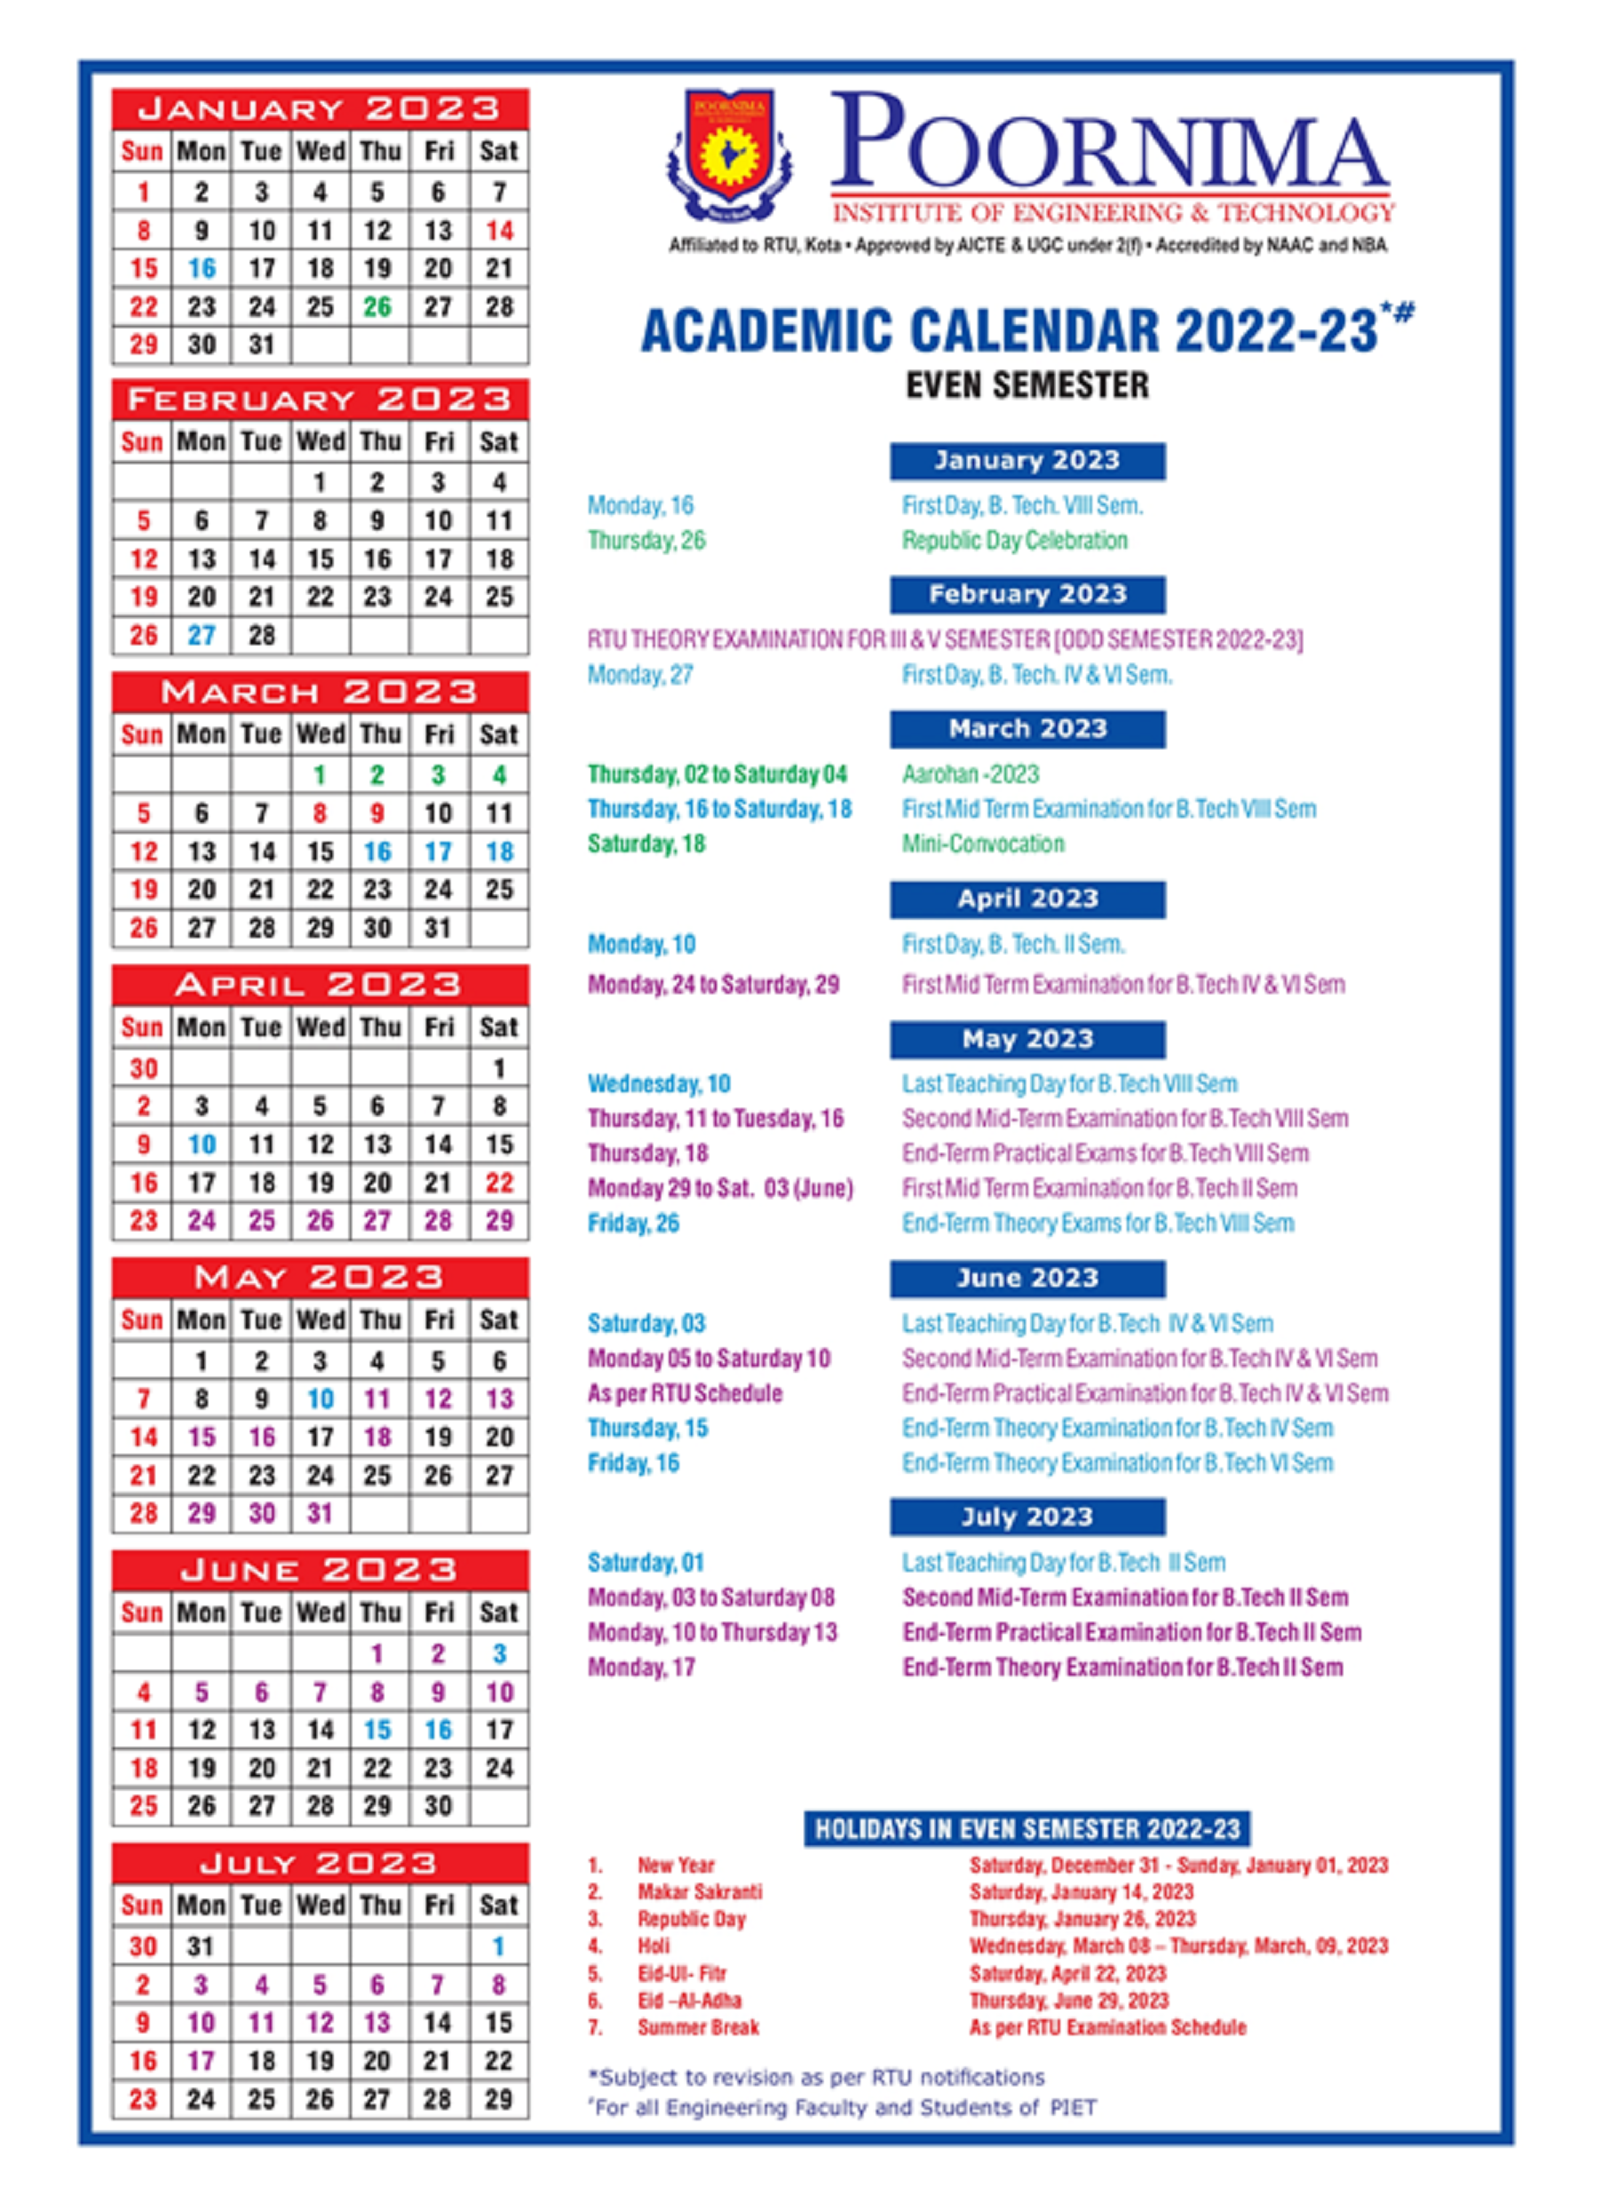 JANUARY 2023
Sun Mon Tue Wed Thu Fri Sat
1 2 3 4 5 6 7
8 9 10 11 12 13 14
15 16 17 18 19 20 21
22 23 24 25 26 27 28
29 30 31
FEBRUARY 2023
Sun Mon Tue Wed Thu Fri Sat
1 2 3 4
5 6 7 8 9 10 11
12 13 14 15 16 17 18
19 20 21 22 23 24 25
26 27 28
MARCH 2023
Sun Mon Tue Wed Thu Fri Sat
1 2 3 4
5 6 7 8 9 10 11
12 13 14 15 16 17 18
19 20 21 22 23 24 25
26 27 28 29 30 31
APRIL 2023
Sun Mon Tue Wed Thu Fri Sat
30 1
2 3 4 5 6 7 8
9 10 11 12 13 14 15
16 17 18 19 20 21 22
23 24 25 26 27 28 29
MAY 2023
Sun Mon Tue Wed Thu Fri Sat
1 2 3 4 5 6
7 8 9 10 11 12 13
14 15 16 17 18 19 20
21 22 23 24 25 26 27
28 29 30 31
JUNE 2023
Sun Mon Tue Wed Thu Fri Sat
1 2 3
4 5 6 7 8 9 10
11 12 13 14 15 16 17
18 19 20 21 22 23 24
25 26 27 28 29 30
JULY 2023
Sun Mon Tue Wed Thu Fri Sat
30 31 1
2 3 4 5 6 7 8
9 10 11 12 13 14 15
16 17 18 19 20 21 22
23 24 25 26 27 28 29
POORNIMA
POORNIMA
INSTITUTE OF ENGINEERING & TECHNOLOGY
Affiliated to RTU, Kota • Approved by AICTE & UGC under 2(f) • Accredited by NAAC and NBA
ACADEMIC CALENDAR 2022-23*#
EVEN SEMESTER
January 2023
Monday, 16 First Day, B. Tech. VIII Sem.
Thursday, 26 Republic Day Celebration
February 2023
RTU THEORY EXAMINATION FOR III & V SEMESTER [ODD SEMESTER 2022-23]
Monday, 27 First Day, B. Tech. IV & VI Sem.
March 2023
Thursday, 02 to Saturday 04 Aarohan -2023
Thursday, 16 to Saturday, 18 First Mid Term Examination for B.Tech VIII Sem
Saturday, 18 Mini-Convocation
April 2023
Monday, 10 First Day, B. Tech. II Sem.
Monday, 24 to Saturday, 29 First Mid Term Examination for B.Tech IV & VI Sem
May 2023
Wednesday, 10 Last Teaching Day for B.Tech VIII Sem
Thursday, 11 to Tuesday, 16 Second Mid-Term Examination for B.Tech VIII Sem
Thursday, 18 End-Term Practical Exams for B.Tech VIII Sem
Monday 29 to Sat. 03 (June) First Mid Term Examination for B.Tech II Sem
Friday, 26 End-Term Theory Exams for B.Tech VIII Sem
June 2023
Saturday, 03 Last Teaching Day for B.Tech IV & VI Sem
Monday 05 to Saturday 10 Second Mid-Term Examination for B.Tech IV & VI Sem
As per RTU Schedule End-Term Practical Examination for B.Tech IV & VI Sem
Thursday, 15 End-Term Theory Examination for B.Tech IV Sem
Friday, 16 End-Term Theory Examination for B.Tech VI Sem
July 2023
Saturday, 01 Last Teaching Day for B.Tech II Sem
Monday, 03 to Saturday 08 Second Mid-Term Examination for B.Tech II Sem
Monday, 10 to Thursday 13 End-Term Practical Examination for B.Tech II Sem
Monday, 17 End-Term Theory Examination for B.Tech II Sem
HOLIDAYS IN EVEN SEMESTER 2022-23
1. New Year Saturday, December 31 - Sunday, January 01, 2023
2. Makar Sakranti Saturday, January 14, 2023
3. Republic Day Thursday, January 26, 2023
4. Holi Wednesday, March 08 – Thursday, March, 09, 2023
5. Eid-Ul- Fitr Saturday, April 22, 2023
6. Eid –Al-Adha Thursday, June 29, 2023
7. Summer Break As per RTU Examination Schedule
*Subject to revision as per RTU notifications
#For all Engineering Faculty and Students of PIET